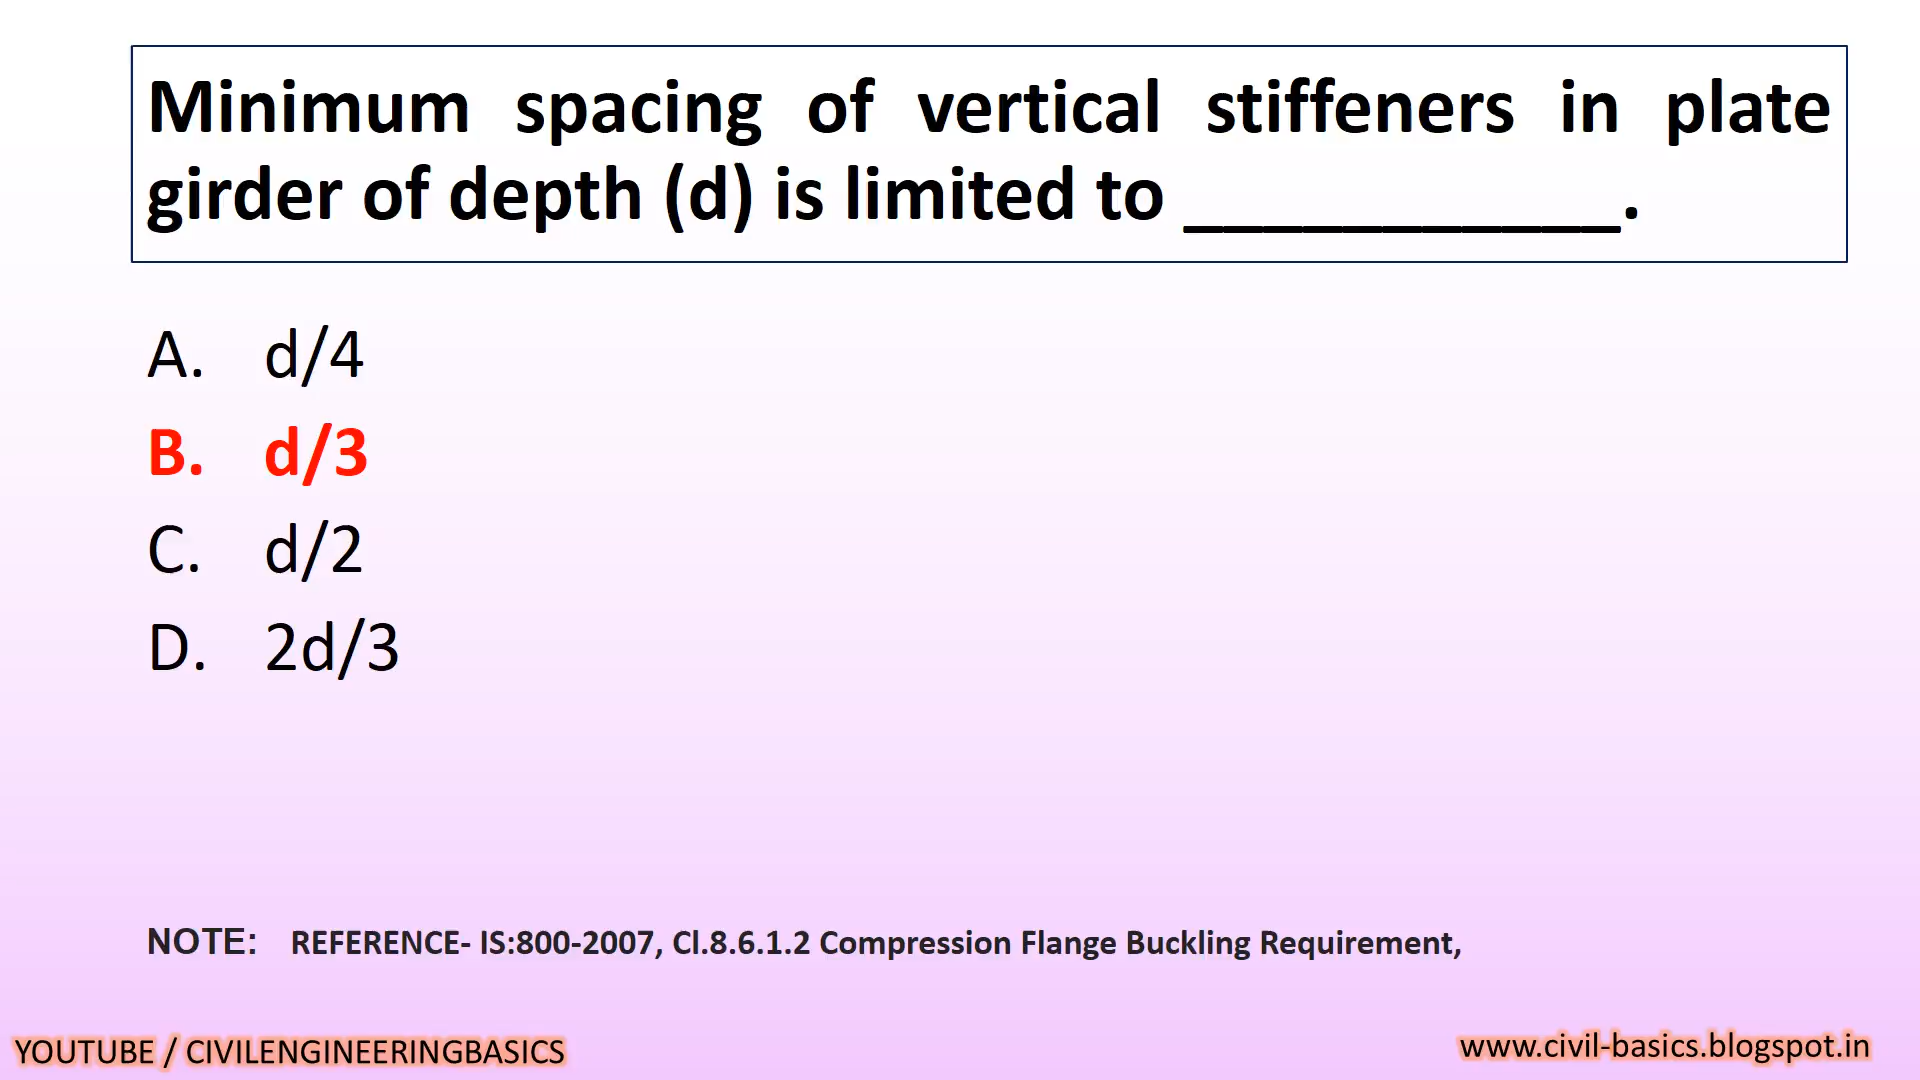 Minimum spacing of vertical stiffeners in plate
girder of depth (d) is limited to ___________.
A. d/4
B. d/3
C. d/2
D. 2d/3
NOTE: REFERENCE- IS:800-2007, Cl.8.6.1.2 Compression Flange Buckling Requirement,
YOUTUBE / CIVILENGINEERINGBASICS
www.civil-basics.blogspot.in